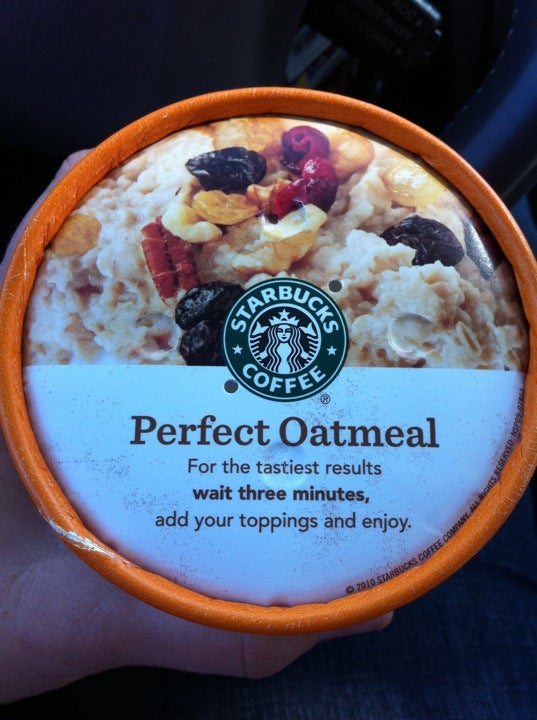 STARBUCKS
COFFEE
®
Perfect Oatmeal
For the tastiest results
wait three minutes,
add your toppings and enjoy.
© 2010 STARBUCKS COFFEE COMPANY. ALL RIGHTS RESERVED.